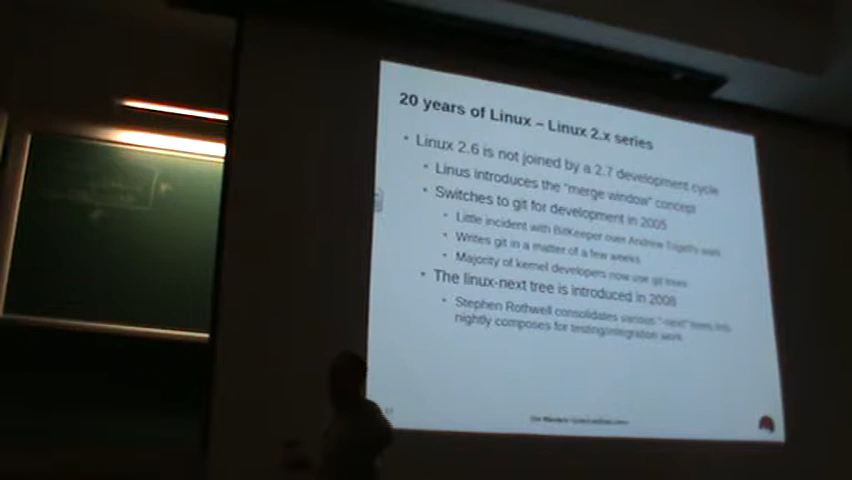 20 years of Linux – Linux 2.x series
Linux 2.6 is not joined by a 2.7 development cycle
Linus introduces the "merge window" concept
Switches to git for development in 2005
Little incident with BitKeeper over Andrew Tridgell's work
Writes git in a matter of a few weeks
Majority of kernel developers now use git trees
The linux-next tree is introduced in 2008
Stephen Rothwell consolidates various "-next" trees into
nightly composes for testing/integration work